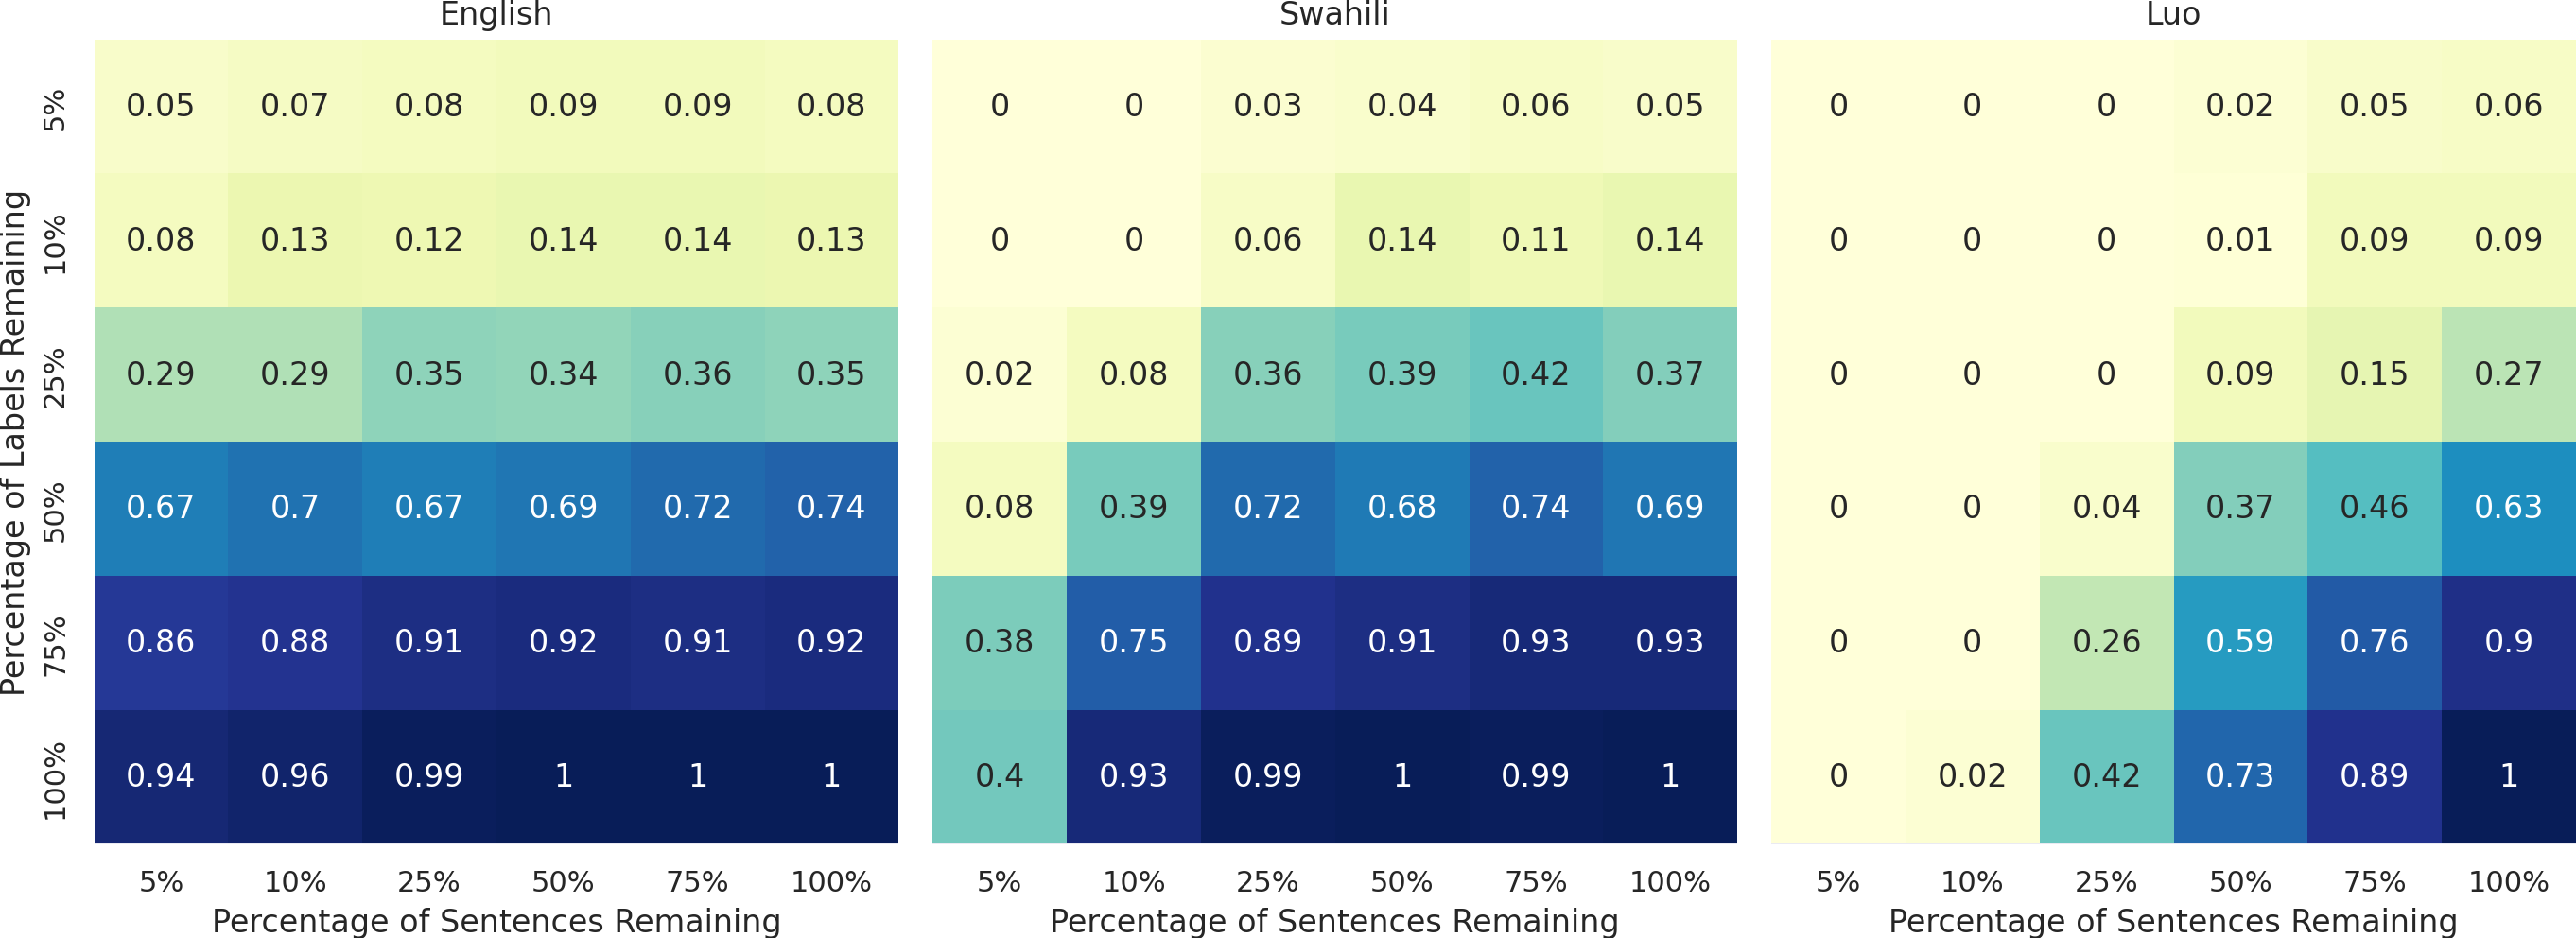 English Swahili Luo
Percentage of Labels Remaining
5% 0.05 0.07 0.08 0.09 0.09 0.08 0 0 0.03 0.04 0.06 0.05 0 0 0 0.02 0.05 0.06
10% 0.08 0.13 0.12 0.14 0.14 0.13 0 0 0.06 0.14 0.11 0.14 0 0 0 0.01 0.09 0.09
25% 0.29 0.29 0.35 0.34 0.36 0.35 0.02 0.08 0.36 0.39 0.42 0.37 0 0 0 0.09 0.15 0.27
50% 0.67 0.7 0.67 0.69 0.72 0.74 0.08 0.39 0.72 0.68 0.74 0.69 0 0 0.04 0.37 0.46 0.63
75% 0.86 0.88 0.91 0.92 0.91 0.92 0.38 0.75 0.89 0.91 0.93 0.93 0 0 0.26 0.59 0.76 0.9
100% 0.94 0.96 0.99 1 1 1 0.4 0.93 0.99 1 0.99 1 0 0.02 0.42 0.73 0.89 1
5% 10% 25% 50% 75% 100% 5% 10% 25% 50% 75% 100% 5% 10% 25% 50% 75% 100%
Percentage of Sentences Remaining Percentage of Sentences Remaining Percentage of Sentences Remaining